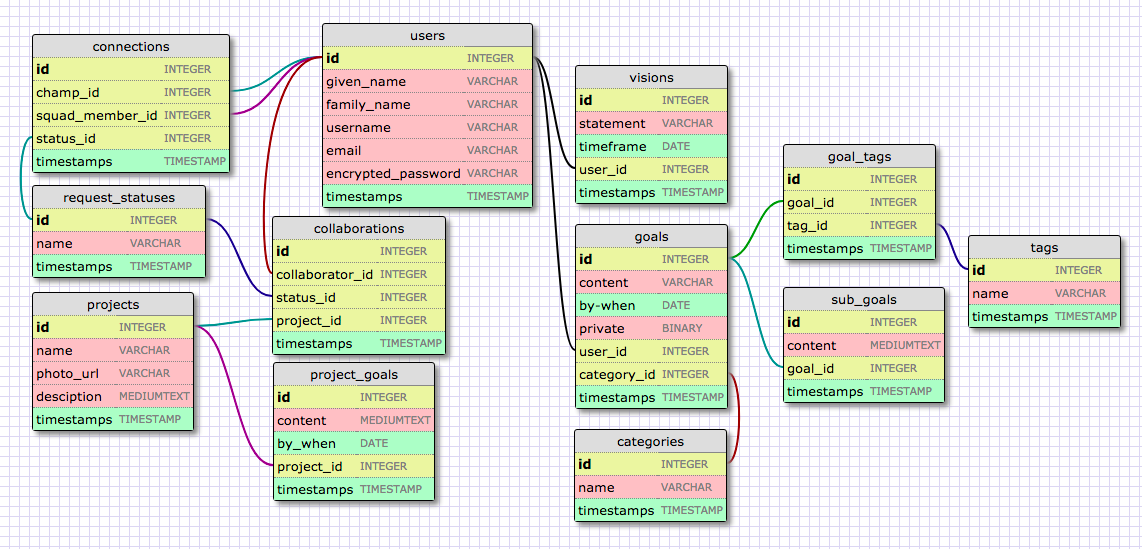 connections
id INTEGER
champ_id INTEGER
squad_member_id INTEGER
status_id INTEGER
timestamps TIMESTAMP
request_statuses
id INTEGER
name VARCHAR
timestamps TIMESTAMP
projects
id INTEGER
name VARCHAR
photo_url VARCHAR
desciption MEDIUMTEXT
timestamps TIMESTAMP
users
id INTEGER
given_name VARCHAR
family_name VARCHAR
username VARCHAR
email VARCHAR
encrypted_password VARCHAR
timestamps TIMESTAMP
collaborations
id INTEGER
collaborator_id INTEGER
status_id INTEGER
project_id INTEGER
timestamps TIMESTAMP
project_goals
id INTEGER
content MEDIUMTEXT
by_when DATE
project_id INTEGER
timestamps TIMESTAMP
visions
id INTEGER
statement VARCHAR
timeframe DATE
user_id INTEGER
timestamps TIMESTAMP
goals
id INTEGER
content VARCHAR
by-when DATE
private BINARY
user_id INTEGER
category_id INTEGER
timestamps TIMESTAMP
categories
id INTEGER
name VARCHAR
timestamps TIMESTAMP
goal_tags
id INTEGER
goal_id INTEGER
tag_id INTEGER
timestamps TIMESTAMP
sub_goals
id INTEGER
content MEDIUMTEXT
goal_id INTEGER
timestamps TIMESTAMP
tags
id INTEGER
name VARCHAR
timestamps TIMESTAMP